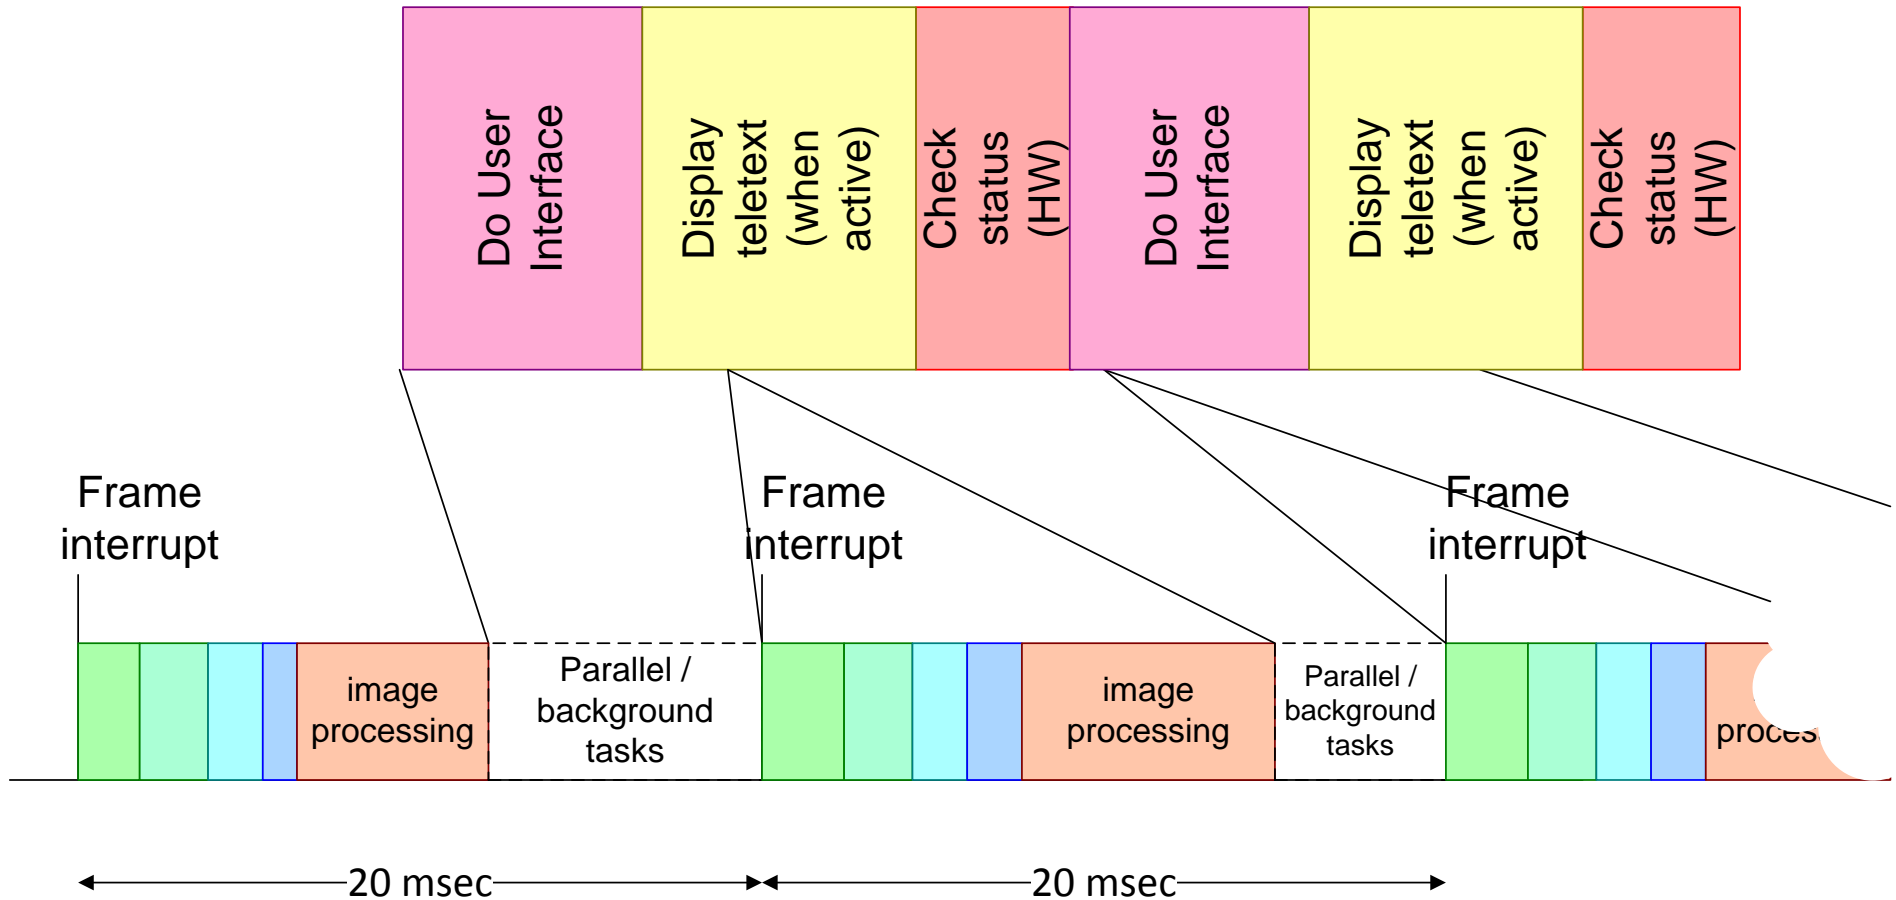 Do User
Interface
Display
teletext
(when
active)
Check
status
(HW)
Do User
Interface
Display
teletext
(when
active)
Check
status
(HW)
Frame
interrupt
Frame
interrupt
Frame
interrupt
image
processing
Parallel /
background
tasks
image
processing
Parallel /
background
tasks
20 msec
20 msec